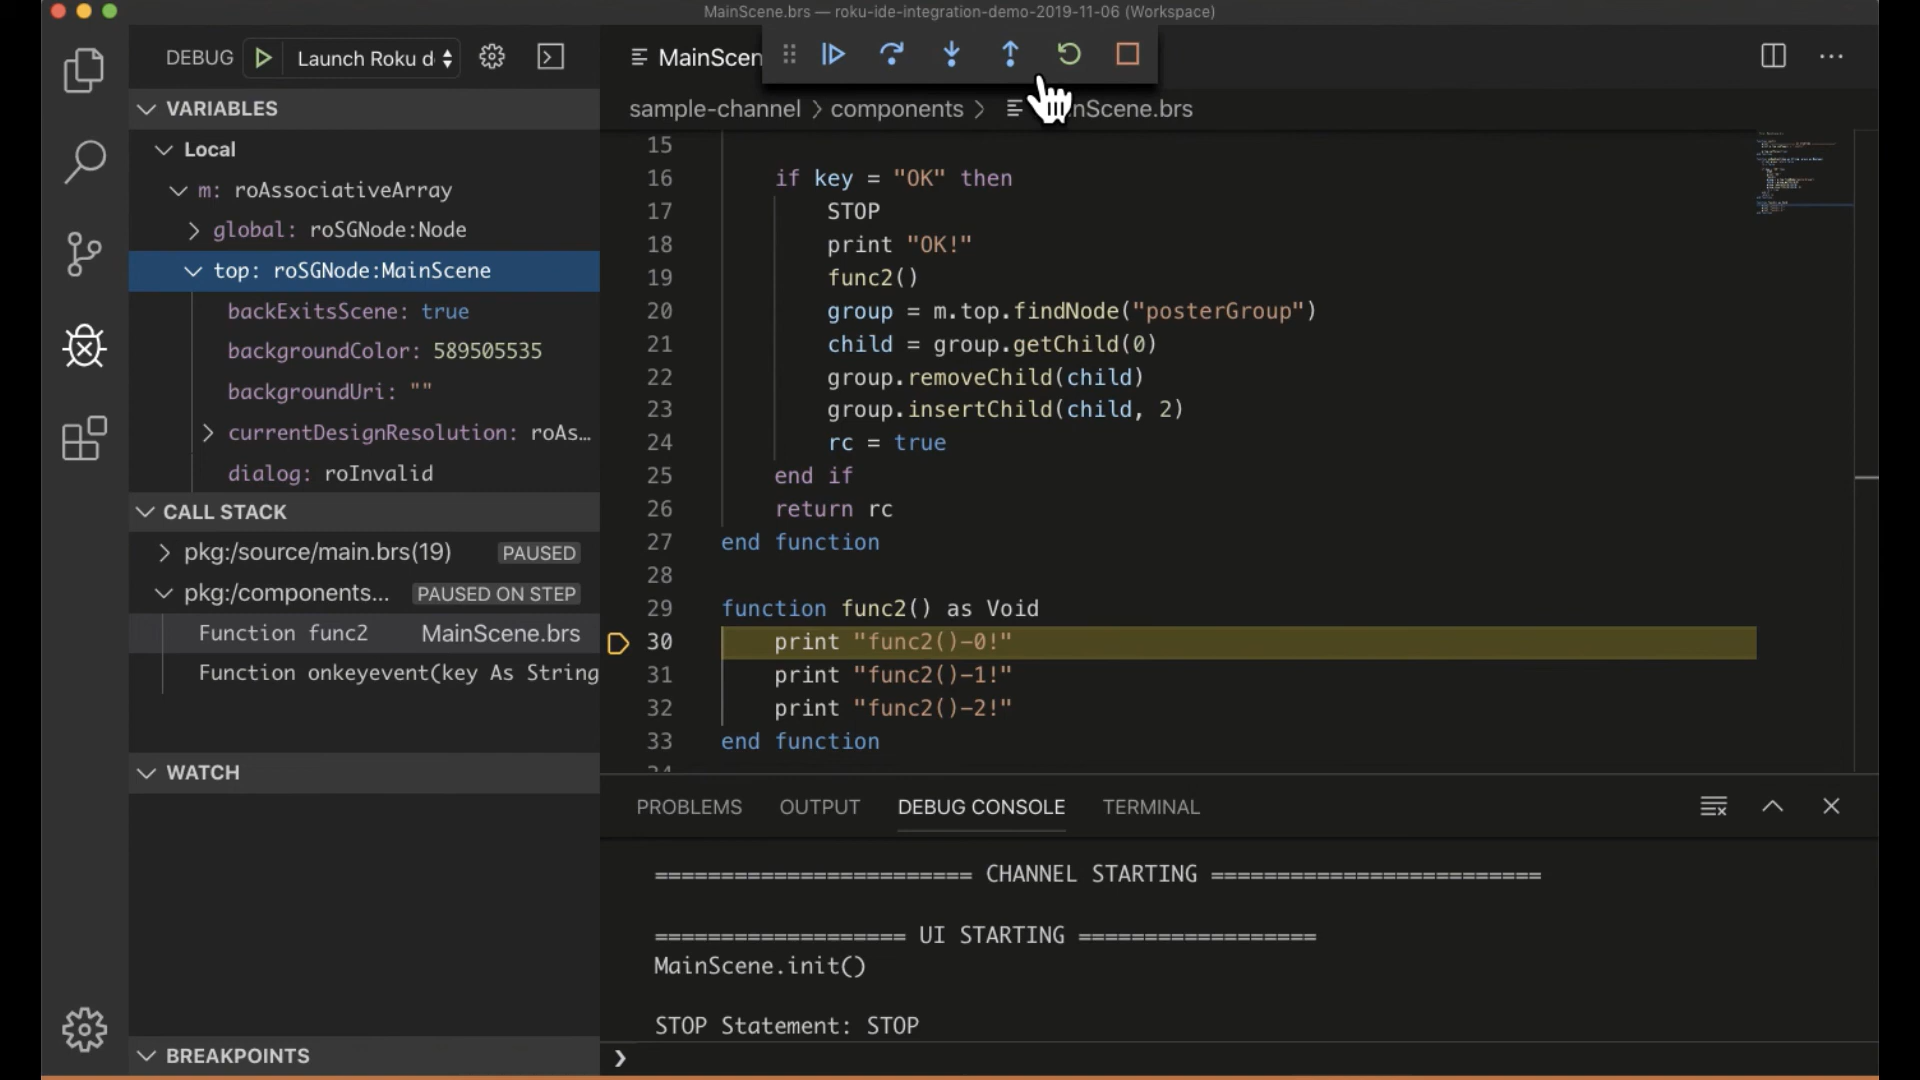 MainScene.brs — roku-ide-integration-demo-2019-11-06 (Workspace)
DEBUG
Launch Roku d
VARIABLES
Local
m: roAssociativeArray
global: roSGNode:Node
top: roSGNode:MainScene
backExitsScene: true
backgroundColor: 589505535
backgroundUri: ""
currentDesignResolution: roAs…
dialog: roInvalid
CALL STACK
pkg:/source/main.brs(19) PAUSED
pkg:/components... PAUSED ON STEP
Function func2 MainScene.brs
Function onkeyevent(key As String
WATCH
BREAKPOINTS
MainScen
sample-channel > components > nScene.brs
15
16 if key = "OK" then
17 STOP
18 print "OK!"
19 func2()
20 group = m.top.findNode("posterGroup")
21 child = group.getChild(0)
22 group.removeChild(child)
23 group.insertChild(child, 2)
24 rc = true
25 end if
26 return rc
27 end function
28
29 function func2() as Void
30 print "func2()-0!"
31 print "func2()-1!"
32 print "func2()-2!"
33 end function
PROBLEMS OUTPUT DEBUG CONSOLE TERMINAL
======================== CHANNEL STARTING =========================
=================== UI STARTING ==================
MainScene.init()
STOP Statement: STOP